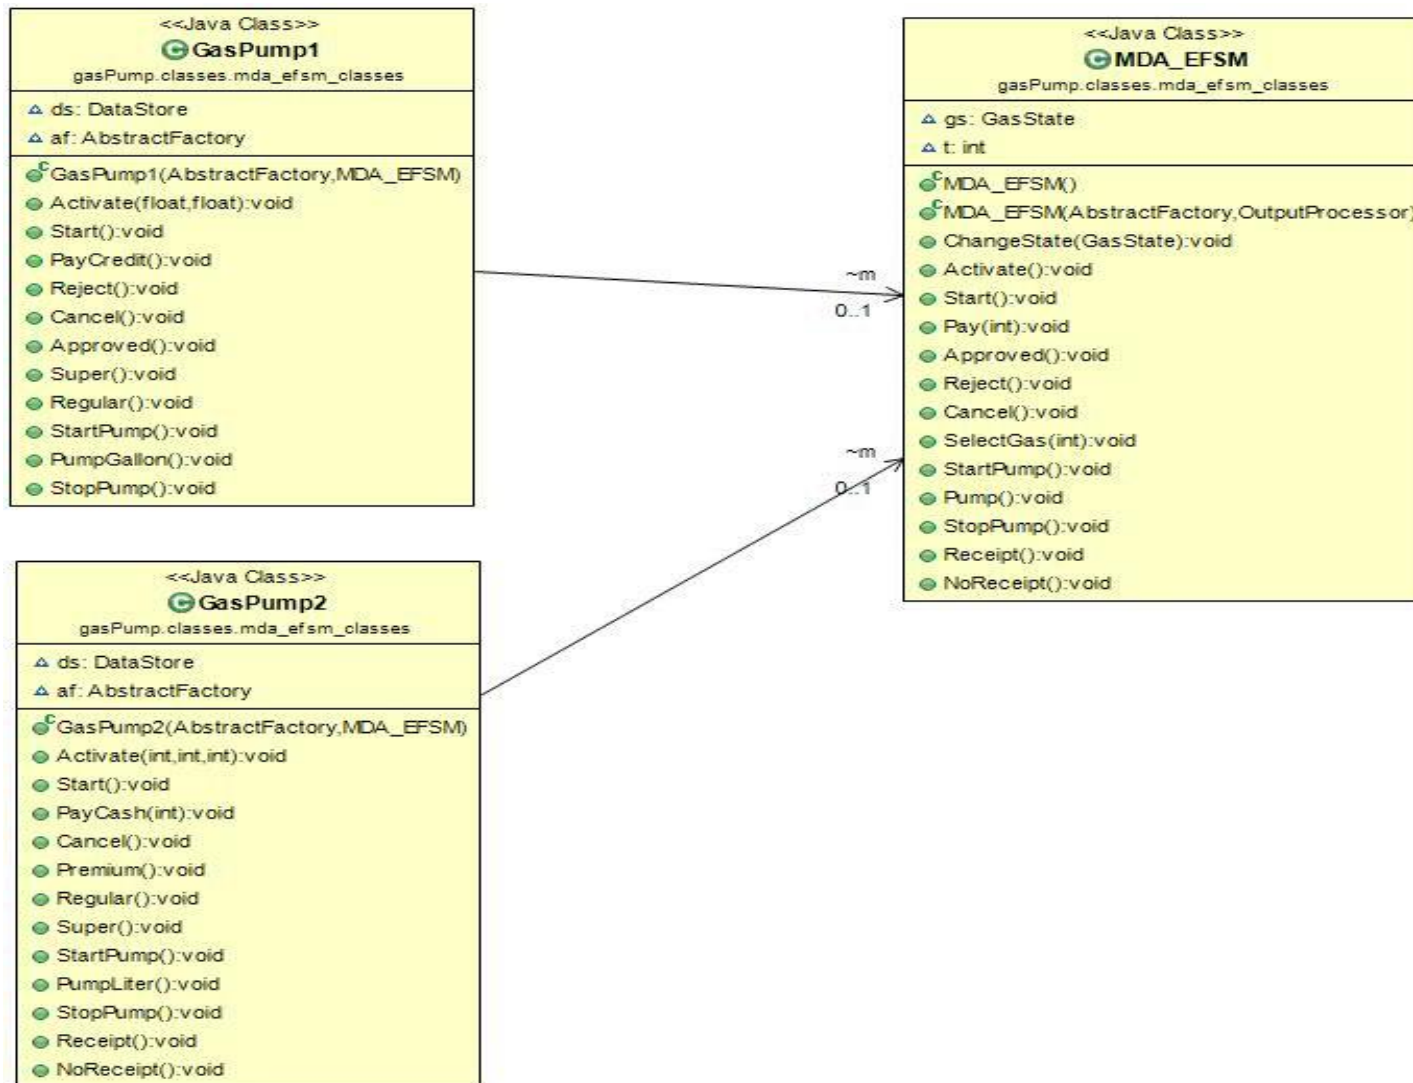 <<Java Class>>
GasPump1
gasPump.classes.mda_efsm_classes
ds: DataStore
af: AbstractFactory
GasPump1(AbstractFactory,MDA_EFSM)
Activate(float,float):void
Start():void
PayCredit():void
Reject():void
Cancel():void
Approved():void
Super():void
Regular():void
StartPump():void
PumpGallon():void
StopPump():void
~m
0..1
<<Java Class>>
MDA_EFSM
gasPump.classes.mda_efsm_classes
gs: GasState
t: int
MDA_EFSM()
MDA_EFSM(AbstractFactory,OutputProcessor)
ChangeState(GasState):void
Activate():void
Start():void
Pay(int):void
Approved():void
Reject():void
Cancel():void
SelectGas(int):void
StartPump():void
Pump():void
StopPump():void
Receipt():void
NoReceipt():void
~m
0..1
<<Java Class>>
GasPump2
gasPump.classes.mda_efsm_classes
ds: DataStore
af: AbstractFactory
GasPump2(AbstractFactory,MDA_EFSM)
Activate(int,int,int):void
Start():void
PayCash(int):void
Cancel():void
Premium():void
Regular():void
Super():void
StartPump():void
PumpLiter():void
StopPump():void
Receipt():void
NoReceipt():void